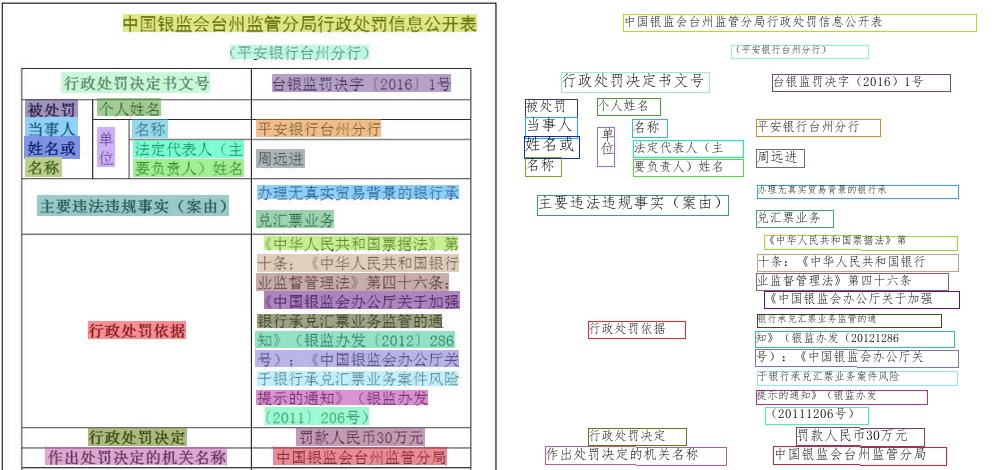 中国银监会台州监管分局行政处罚信息公开表
(平安银行台州分行)
行政处罚决定书文号
台银监罚决字〔2016〕1号
被处罚
当事人
姓名或
名称
个人姓名
单
位
名称
平安银行台州分行
法定代表人（主
要负责人）姓名
周远进
主要违法违规事实（案由）
办理无真实贸易背景的银行承
兑汇票业务
行政处罚依据
《中华人民共和国票据法》第
十条；《中华人民共和国银行
业监督管理法》第四十六条；
《中国银监会办公厅关于加强
银行承兑汇票业务监管的通
知》（银监办发〔2012〕286
号）；《中国银监会办公厅关
于银行承兑汇票业务案件风险
提示的通知》（银监办发
〔2011〕206号）
行政处罚决定
罚款人民币30万元
作出处罚决定的机关名称
中国银监会台州监管分局
中国银监会台州监管分局行政处罚信息公开表
(平安银行台州分行)
行政处罚决定书文号
台银监罚决字（2016）1号
被处罚
当事人
姓名或
名称
个人姓名
单
位
名称
平安银行台州分行
法定代表人（主
要负责人）姓名
周远进
主要违法违规事实（案由）
办理无真实贸易背景的银行承
兑汇票业务
行政处罚依据
《中华人民共和国票据法》第
十条；《中华人民共和国银行
业监督管理法》第四十六条
《中国银监会办公厅关于加强
银行承兑汇票业务监管的通
知》（银监办发（20121286
号）：《中国银监会办公厅关
于银行承兑汇票业务案件风险
提示的通知》（银监办发
（20111206号）
行政处罚决定
罚款人民币30万元
作出处罚决定的机关名称
中国银监会台州监管分局